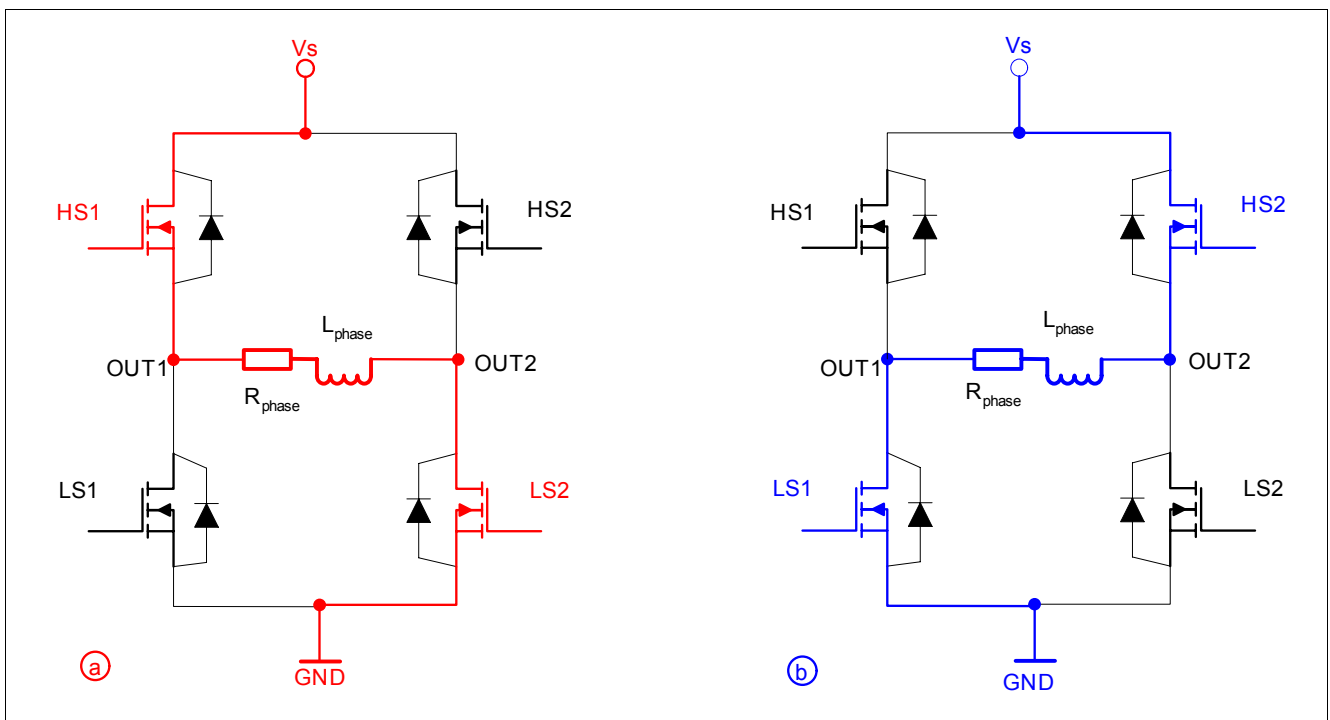 Vs
HS1
HS2
L phase
OUT1
OUT2
R phase
LS1
LS2
a
GND
Vs
HS1
HS2
L phase
OUT1
OUT2
R phase
LS1
LS2
b
GND